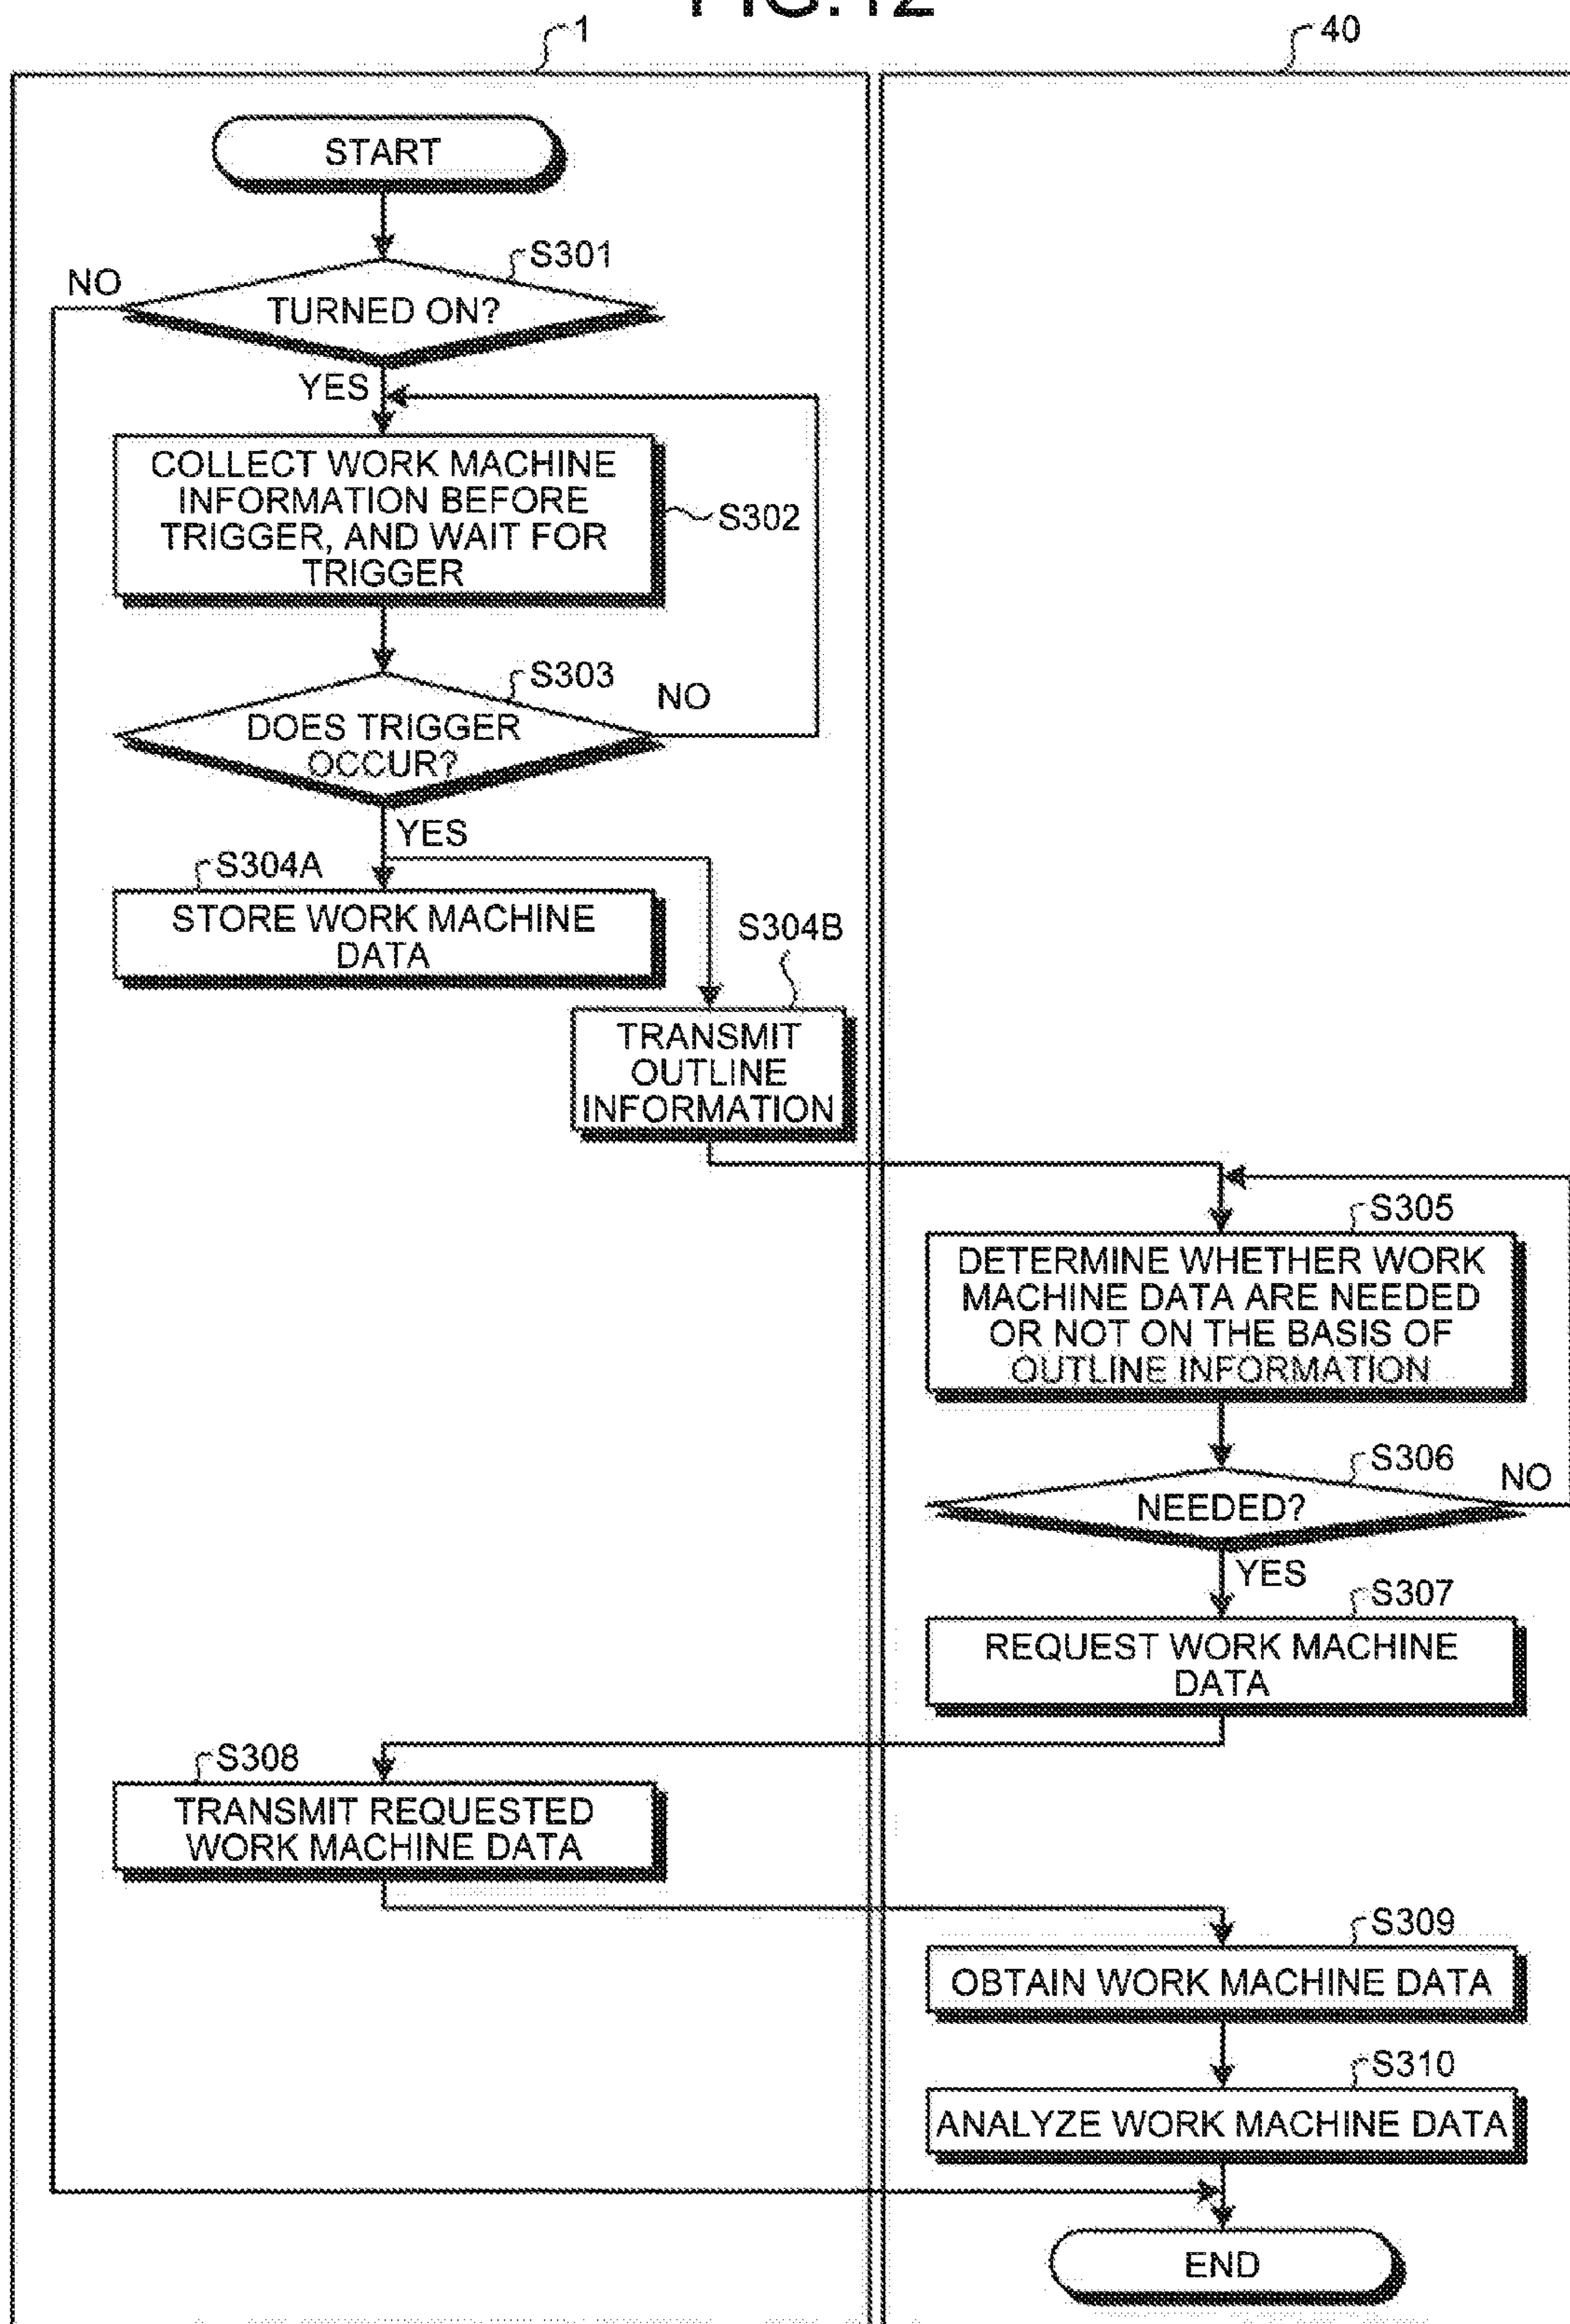 FIG.12
1
40
START
S301
NO
TURNED ON?
YES
COLLECT WORK MACHINE
INFORMATION BEFORE
TRIGGER, AND WAIT FOR
TRIGGER
S302
S303
NO
DOES TRIGGER
OCCUR?
YES
S304A
STORE WORK MACHINE
DATA
S304B
TRANSMIT
OUTLINE
INFORMATION
S305
DETERMINE WHETHER WORK
MACHINE DATA ARE NEEDED
OR NOT ON THE BASIS OF
OUTLINE INFORMATION
S306
NO
NEEDED?
YES
S307
REQUEST WORK MACHINE
DATA
S308
TRANSMIT REQUESTED
WORK MACHINE DATA
S309
OBTAIN WORK MACHINE DATA
S310
ANALYZE WORK MACHINE DATA
END